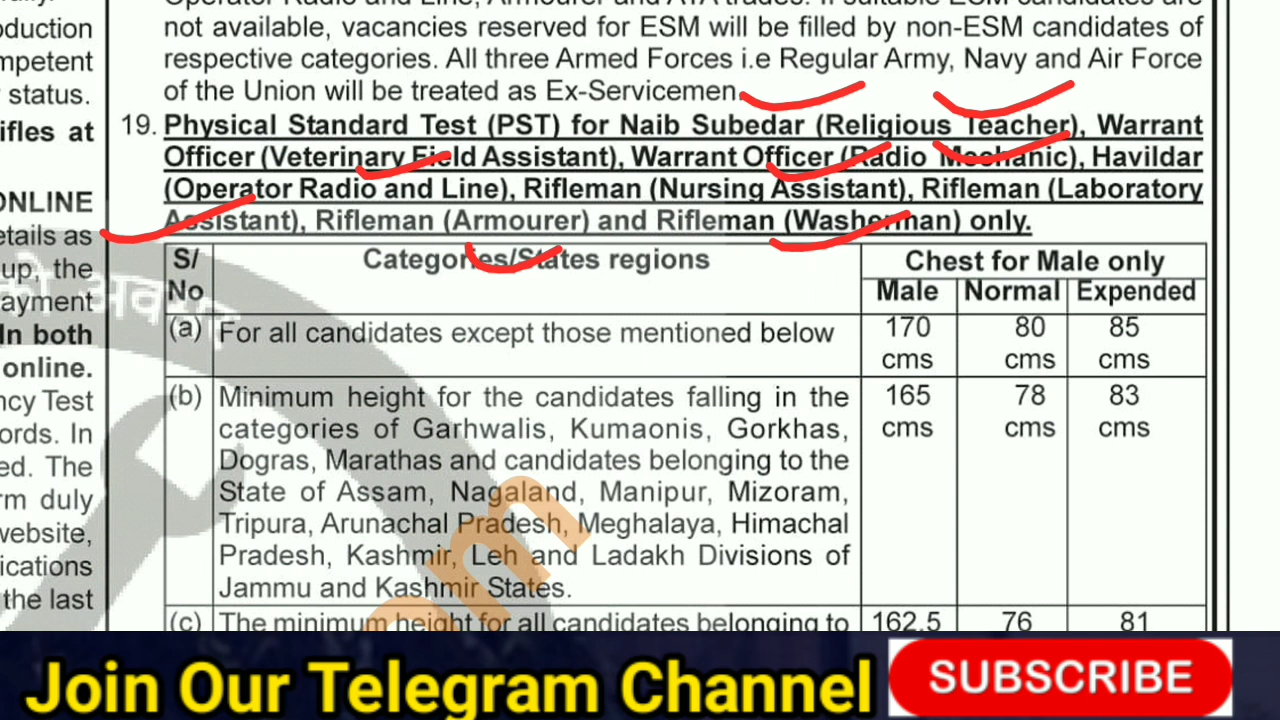 Operator Radio and Line, Armourer and AYA trades. If suitable ESM candidates are
not available, vacancies reserved for ESM will be filled by non-ESM candidates of
respective categories. All three Armed Forces i.e Regular Army, Navy and Air Force
of the Union will be treated as Ex-Servicemen.
19. Physical Standard Test (PST) for Naib Subedar (Religious Teacher), Warrant
Officer (Veterinary Field Assistant), Warrant Officer (Radio Mechanic), Havildar
(Operator Radio and Line), Rifleman (Nursing Assistant), Rifleman (Laboratory
Assistant), Rifleman (Armourer) and Rifleman (Washerman) only.
S/ No Categories/States regions Chest for Male only
Male Normal Expended
(a) For all candidates except those mentioned below 170 cms 80 cms 85 cms
(b) Minimum height for the candidates falling in the 165 cms 78 cms 83 cms
categories of Garhwalis, Kumaonis, Gorkhas,
Dogras, Marathas and candidates belonging to the
State of Assam, Nagaland, Manipur, Mizoram,
Tripura, Arunachal Pradesh, Meghalaya, Himachal
Pradesh, Kashmir, Leh and Ladakh Divisions of
Jammu and Kashmir States.
(c) The minimum height for all candidates belonging to 162.5 76 81
oduction
mpetent
status.
ifles at
ONLINE
etails as
up, the
ayment
In both
online.
ncy Test
ords. In
ed. The
rm duly
website,
ications
the last
om
Join Our Telegram Channel
SUBSCRIBE